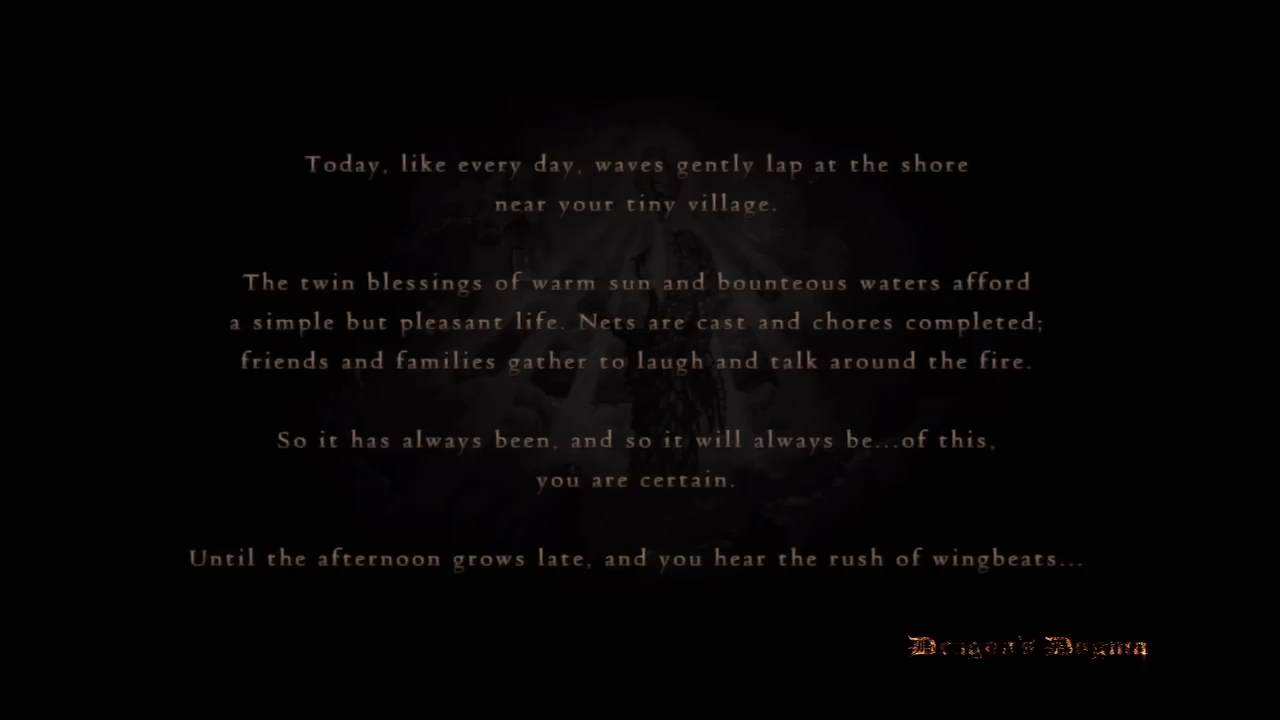 Today, like every day, waves gently lap at the shore
near your tiny village.
The twin blessings of warm sun and bounteous waters afford
a simple but pleasant life. Nets are cast and chores completed;
friends and families gather to laugh and talk around the fire.
So it has always been, and so it will always be...of this,
you are certain.
Until the afternoon grows late, and you hear the rush of wingbeats...
Dragon's Dogma